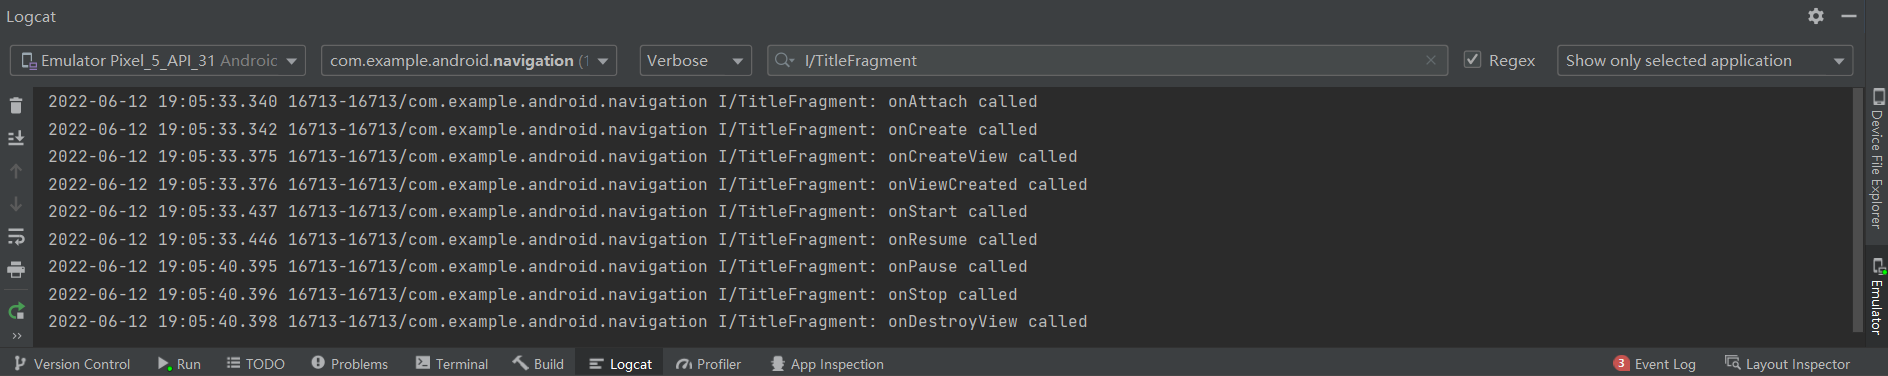 Logcat
Emulator Pixel_5_API_31 Androic com.example.android.navigation (1 Verbose I/TitleFragment Regex Show only selected application
2022-06-12 19:05:33.340 16713-16713/com.example.android.navigation I/TitleFragment: onAttach called
2022-06-12 19:05:33.342 16713-16713/com.example.android.navigation I/TitleFragment: onCreate called
2022-06-12 19:05:33.375 16713-16713/com.example.android.navigation I/TitleFragment: onCreateView called
2022-06-12 19:05:33.376 16713-16713/com.example.android.navigation I/TitleFragment: onViewCreated called
2022-06-12 19:05:33.437 16713-16713/com.example.android.navigation I/TitleFragment: onStart called
2022-06-12 19:05:33.446 16713-16713/com.example.android.navigation I/TitleFragment: onResume called
2022-06-12 19:05:40.395 16713-16713/com.example.android.navigation I/TitleFragment: onPause called
2022-06-12 19:05:40.396 16713-16713/com.example.android.navigation I/TitleFragment: onStop called
2022-06-12 19:05:40.398 16713-16713/com.example.android.navigation I/TitleFragment: onDestroyView called
Device File Explorer
Emulator
Version Control Run TODO Problems Terminal Build Logcat Profiler App Inspection 3 Event Log Layout Inspector